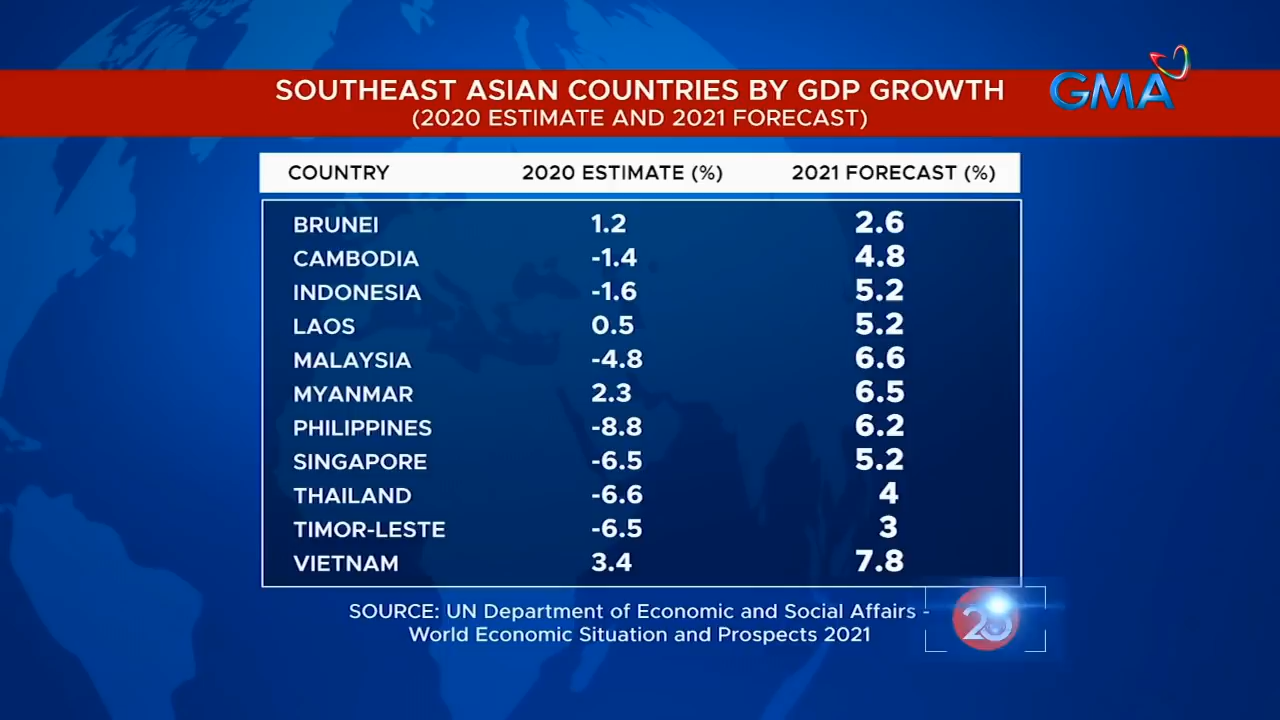 SOUTHEAST ASIAN COUNTRIES BY GDP GROWTH
(2020 ESTIMATE AND 2021 FORECAST)
GMA
COUNTRY 2020 ESTIMATE (%) 2021 FORECAST (%)
BRUNEI 1.2 2.6
CAMBODIA -1.4 4.8
INDONESIA -1.6 5.2
LAOS 0.5 5.2
MALAYSIA -4.8 6.6
MYANMAR 2.3 6.5
PHILIPPINES -8.8 6.2
SINGAPORE -6.5 5.2
THAILAND -6.6 4
TIMOR-LESTE -6.5 3
VIETNAM 3.4 7.8
SOURCE: UN Department of Economic and Social Affairs -
World Economic Situation and Prospects 2021